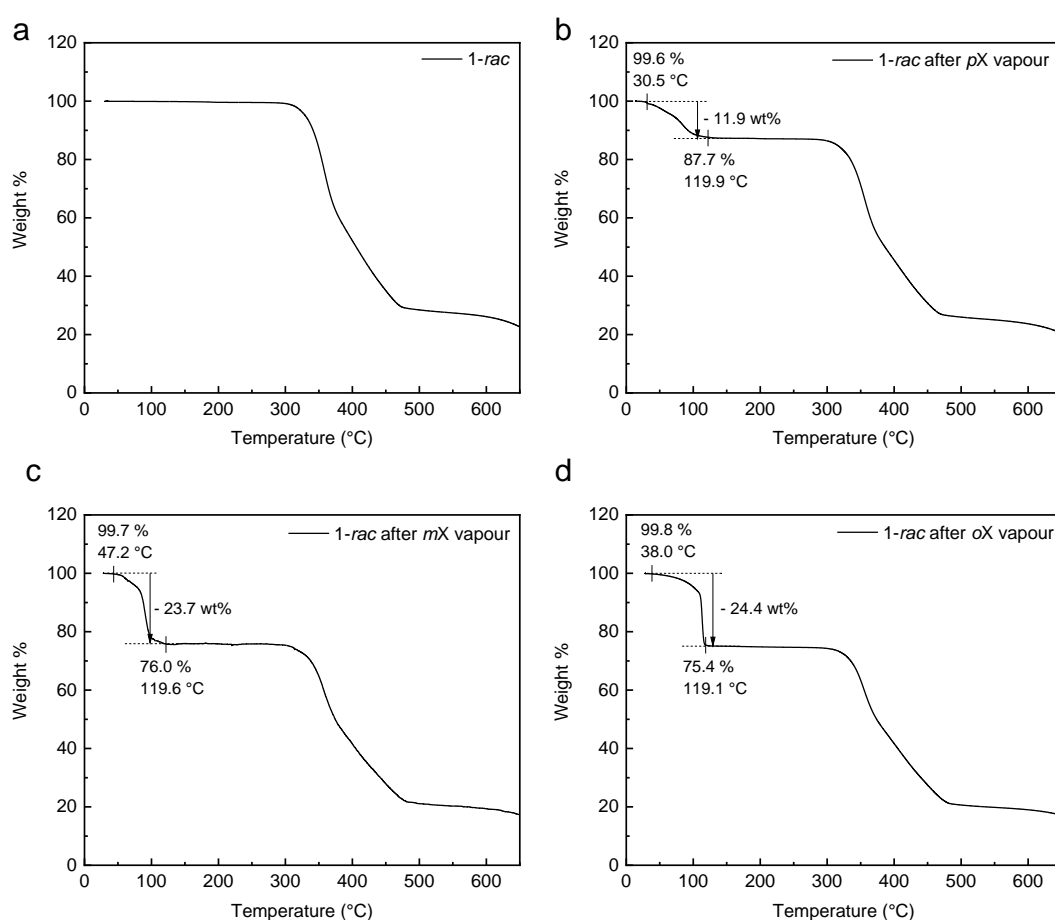 a
1-rac
120
100
80
60
40
20
0
Weight %
0 100 200 300 400 500 600
Temperature (°C)
b
1-rac after pX vapour
99.6 %
30.5 °C
- 11.9 wt%
87.7 %
119.9 °C
120
100
80
60
40
20
0
Weight %
0 100 200 300 400 500 600
Temperature (°C)
c
1-rac after mX vapour
99.7 %
47.2 °C
- 23.7 wt%
76.0 %
119.6 °C
120
100
80
60
40
20
0
Weight %
0 100 200 300 400 500 600
Temperature (°C)
d
1-rac after oX vapour
99.8 %
38.0 °C
- 24.4 wt%
75.4 %
119.1 °C
120
100
80
60
40
20
0
Weight %
0 100 200 300 400 500 600
Temperature (°C)